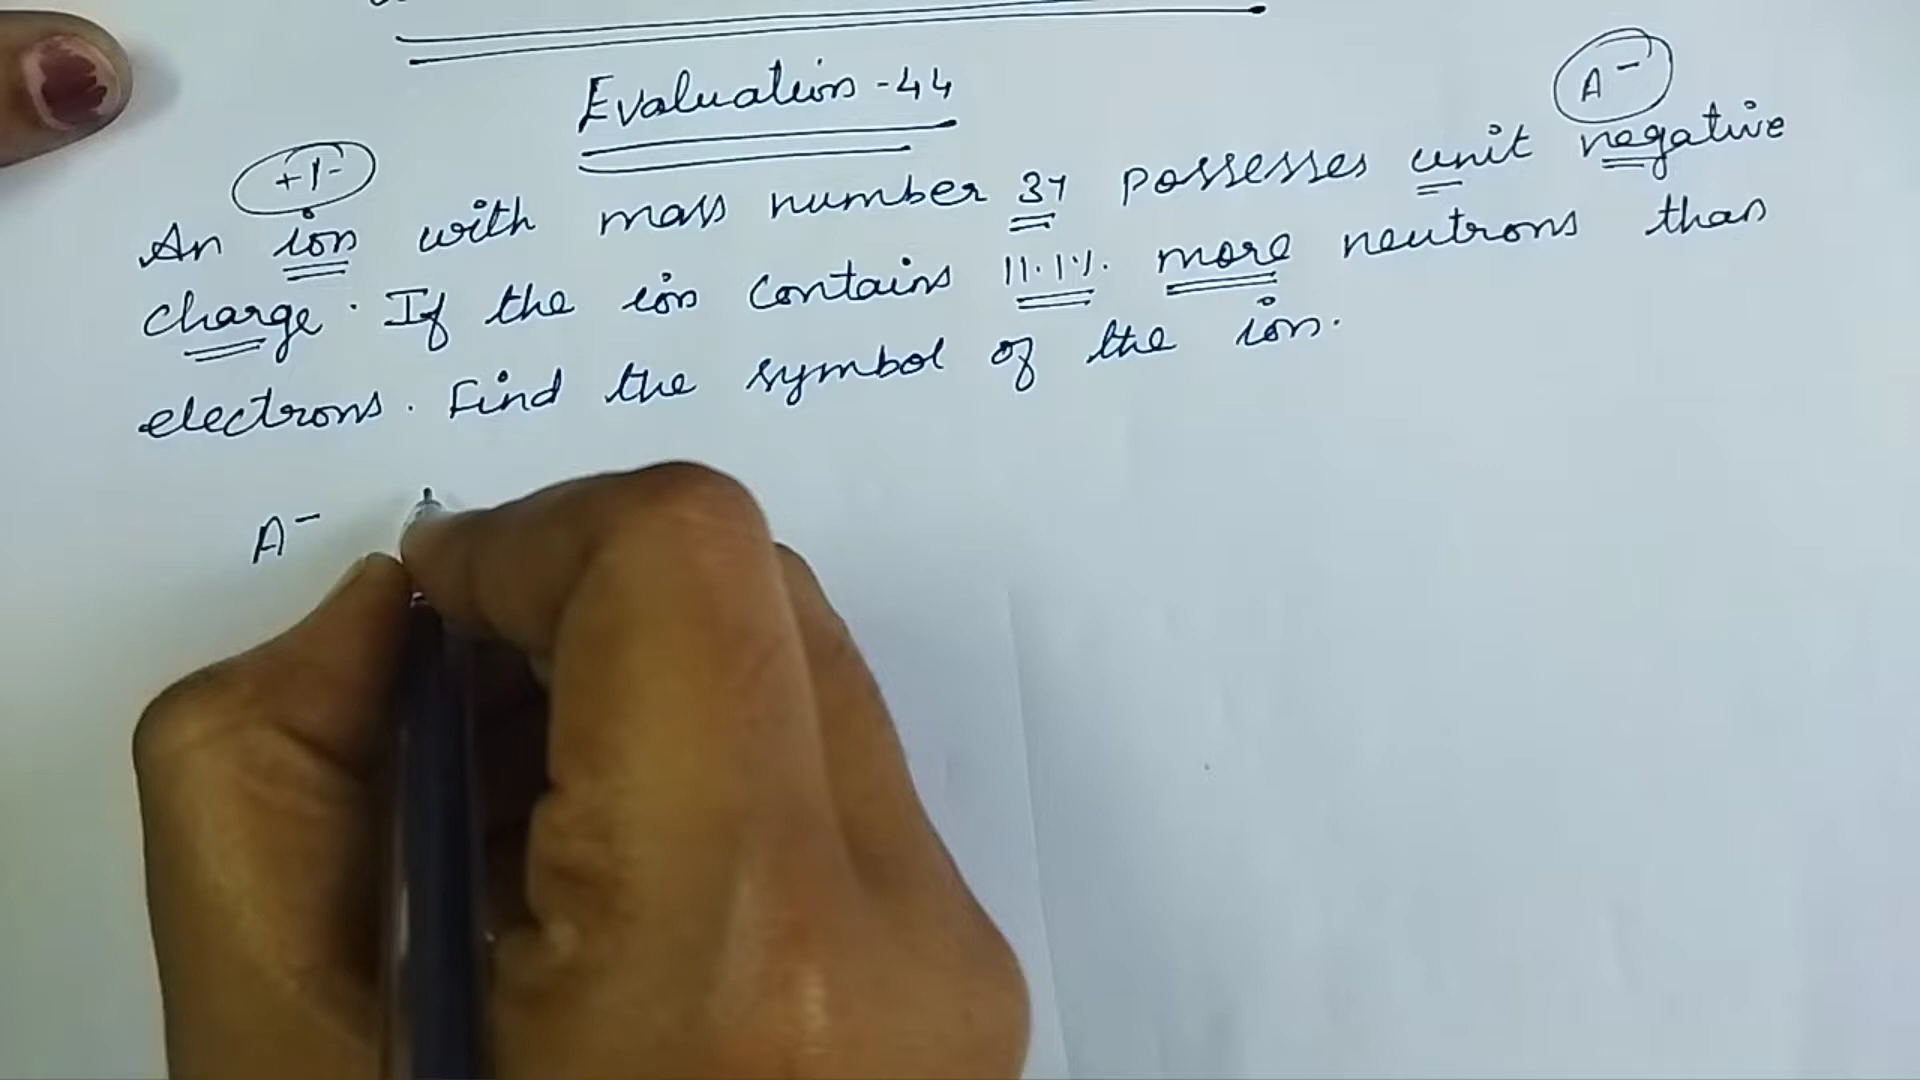 Evaluation - 44
A⁻
+1-
An ion with mass number 37 possesses unit negative
charge. If the ion contains 11.1%. more neutrons than
electrons. Find the symbol of the ion.
A⁻